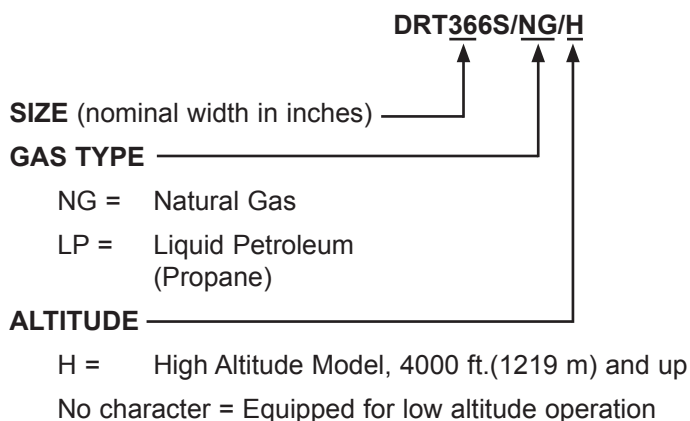 DRT366S/NG/H
SIZE (nominal width in inches)
GAS TYPE
NG = Natural Gas
LP = Liquid Petroleum
(Propane)
ALTITUDE
H = High Altitude Model, 4000 ft.(1219 m) and up
No character = Equipped for low altitude operation